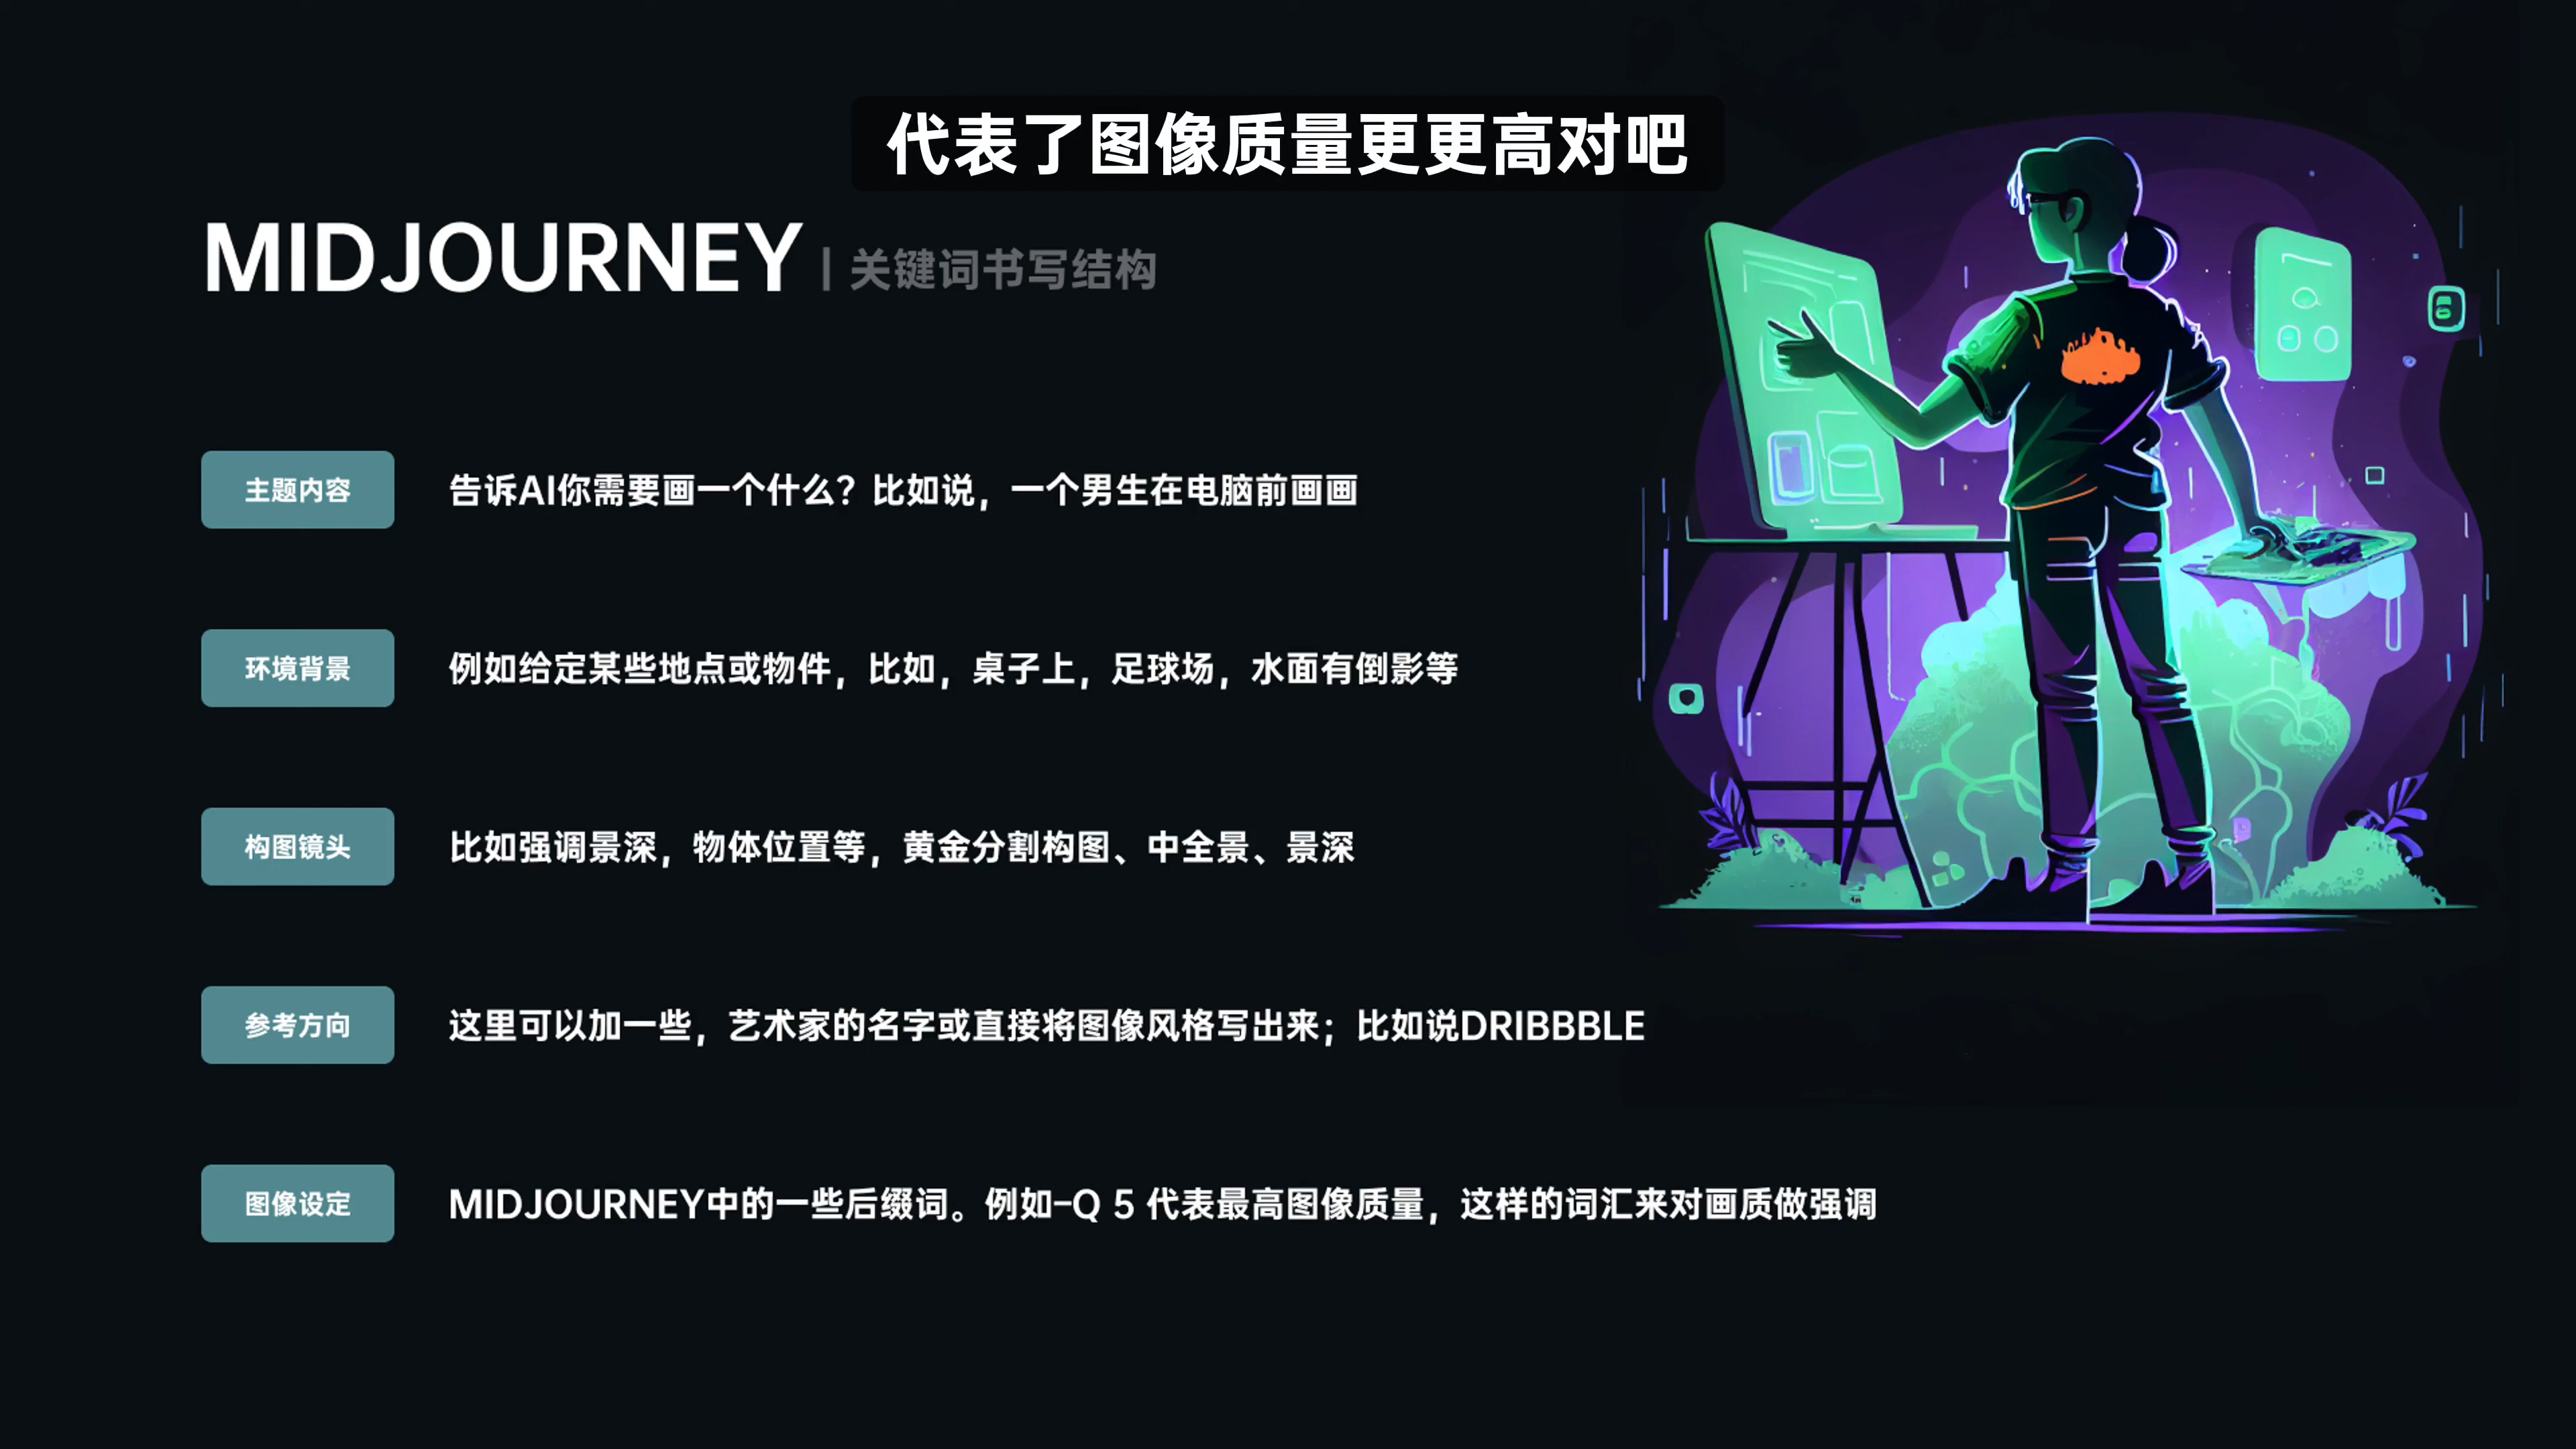 代表了图像质量更更高对吧
MIDJOURNEY | 关键词书写结构
主题内容 告诉AI你需要画一个什么？比如说，一个男生在电脑前画画
环境背景 例如给定某些地点或物件，比如，桌子上，足球场，水面有倒影等
构图镜头 比如强调景深，物体位置等，黄金分割构图、中全景、景深
参考方向 这里可以加一些，艺术家的名字或直接将图像风格写出来；比如说DRIBBBLE
图像设定 MIDJOURNEY中的一些后缀词。例如–Q 5 代表最高图像质量，这样的词汇来对画质做强调